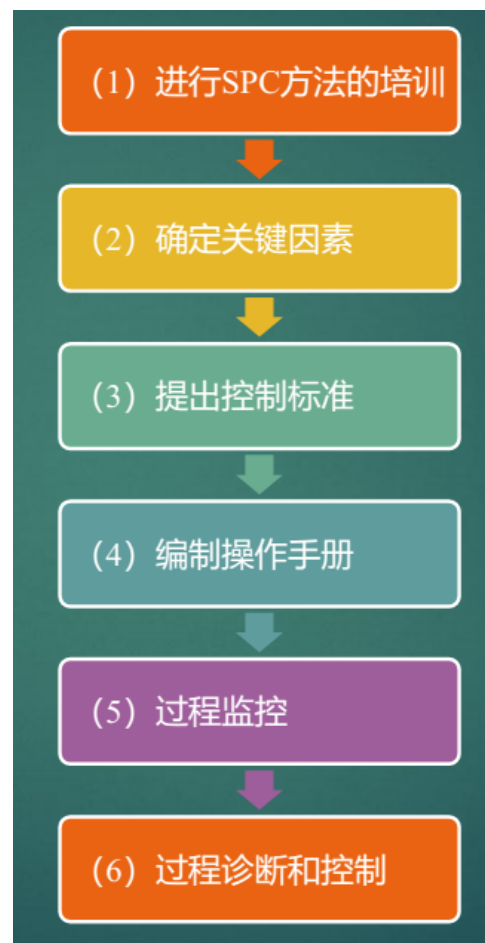 （1）进行SPC方法的培训
（2）确定关键因素
（3）提出控制标准
（4）编制操作手册
（5）过程监控
（6）过程诊断和控制